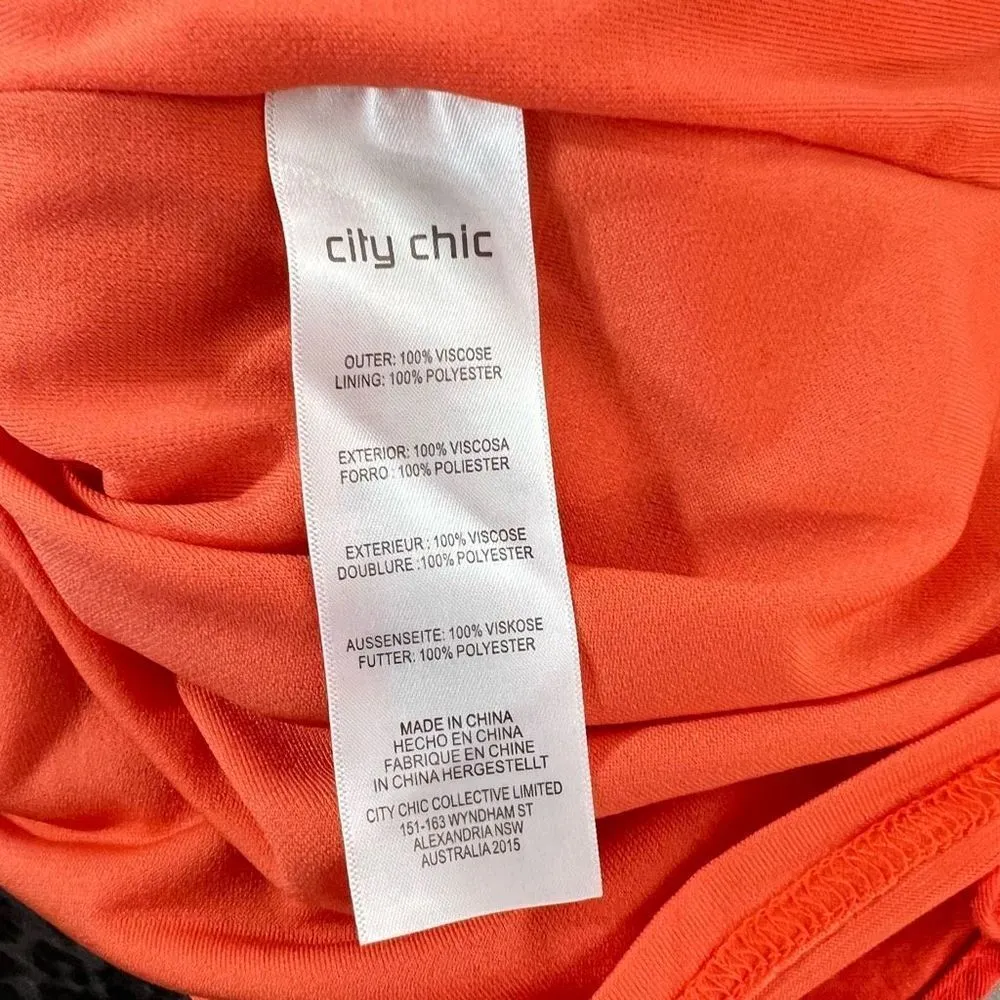 city chic
OUTER: 100% VISCOSE
LINING: 100% POLYESTER
EXTERIOR: 100% VISCOSA
FORRO : 100% POLIESTER
EXTERIEUR : 100% VISCOSE
DOUBLURE :100% POLYESTER
AUSSENSEITE: 100% VISKOSE
FUTTER: 100% POLYESTER
MADE IN CHINA
HECHO EN CHINA
FABRIQUE EN CHINE
IN CHINA HERGESTELLT
CITY CHIC COLLECTIVE LIMITED
151-163 WYNDHAM ST
ALEXANDRIA NSW
AUSTRALIA 2015